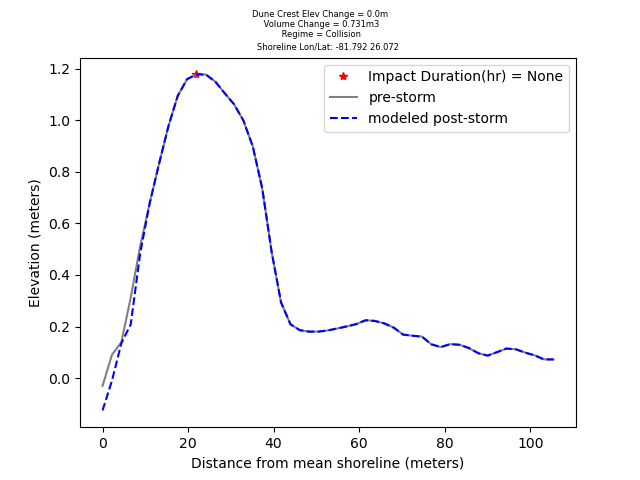 Dune Crest Elev Change = 0.0m
Volume Change = 0.731m3
Regime = Collision
Shoreline Lon/Lat: -81.792 26.072
Impact Duration(hr) = None
pre-storm
modeled post-storm
Elevation (meters)
1.2
1.0
0.8
0.6
0.4
0.2
0.0
0 20 40 60 80 100
Distance from mean shoreline (meters)